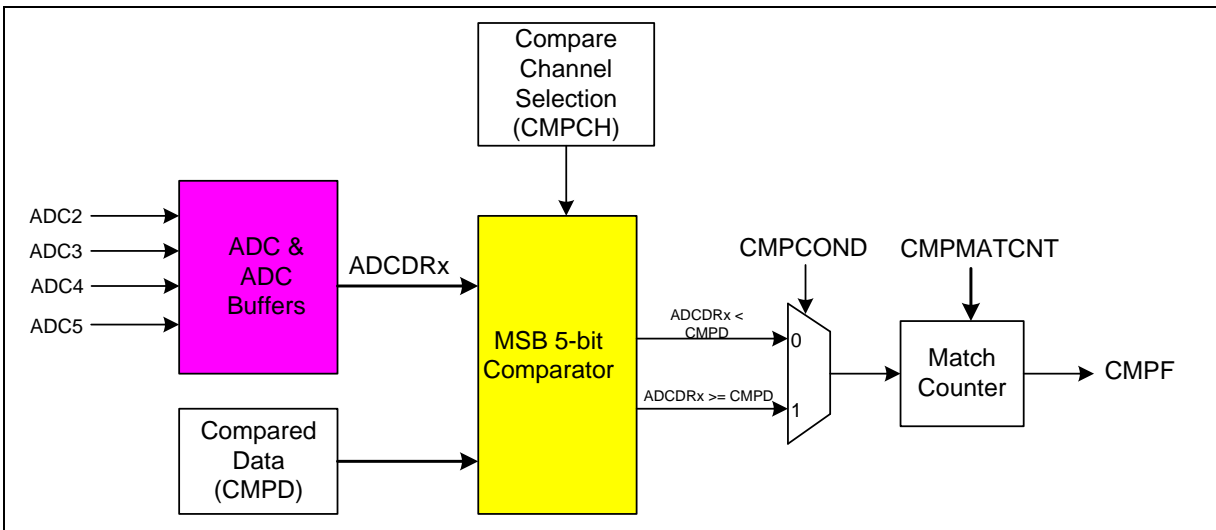 Compare
Channel
Selection
(CMPCH)
ADC2
ADC3
ADC4
ADC5
ADC &
ADC
Buffers
ADCDRx
MSB 5-bit
Comparator
Compared
Data
(CMPD)
ADCDRx <
CMPD
ADCDRx >= CMPD
CMPCOND
0
1
CMPMATCNT
Match
Counter
CMPF